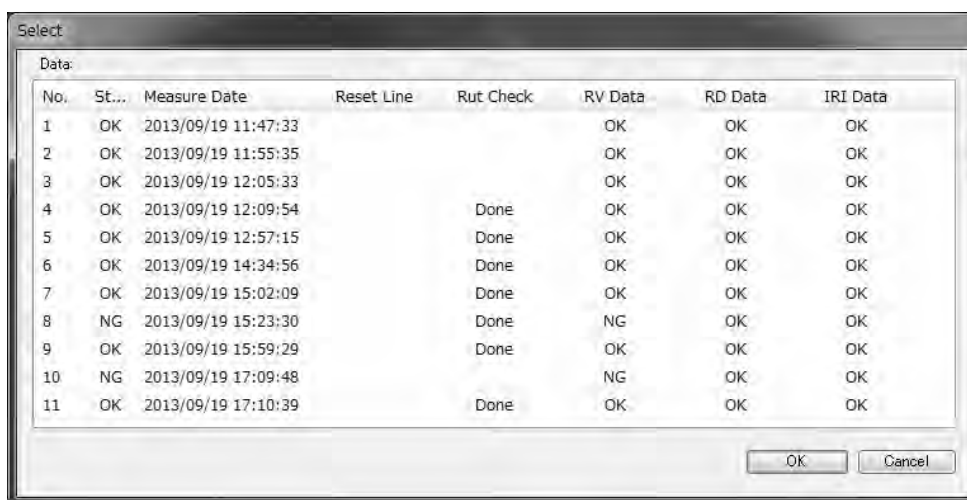 Select
Data:
No. St... Measure Date Reset Line Rut Check RV Data RD Data IRI Data
1 OK 2013/09/19 11:47:33 OK OK OK
2 OK 2013/09/19 11:55:35 OK OK OK
3 OK 2013/09/19 12:05:33 OK OK OK
4 OK 2013/09/19 12:09:54 Done OK OK OK
5 OK 2013/09/19 12:57:15 Done OK OK OK
6 OK 2013/09/19 14:34:56 Done OK OK OK
7 OK 2013/09/19 15:02:09 Done OK OK OK
8 NG 2013/09/19 15:23:30 Done NG OK OK
9 OK 2013/09/19 15:59:29 Done OK OK OK
10 NG 2013/09/19 17:09:48 NG OK OK
11 OK 2013/09/19 17:10:39 Done OK OK OK
OK Cancel